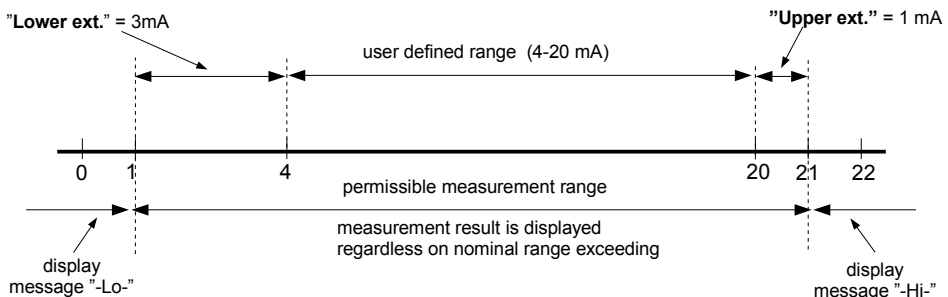 ”Lower ext.” = 3mA
”Upper ext.” = 1 mA
user defined range (4-20 mA)
0 1 4 20 21 22
permissible measurement range
measurement result is displayed
regardless on nominal range exceeding
display
message ”-Lo-”
display
message ”-Hi-”